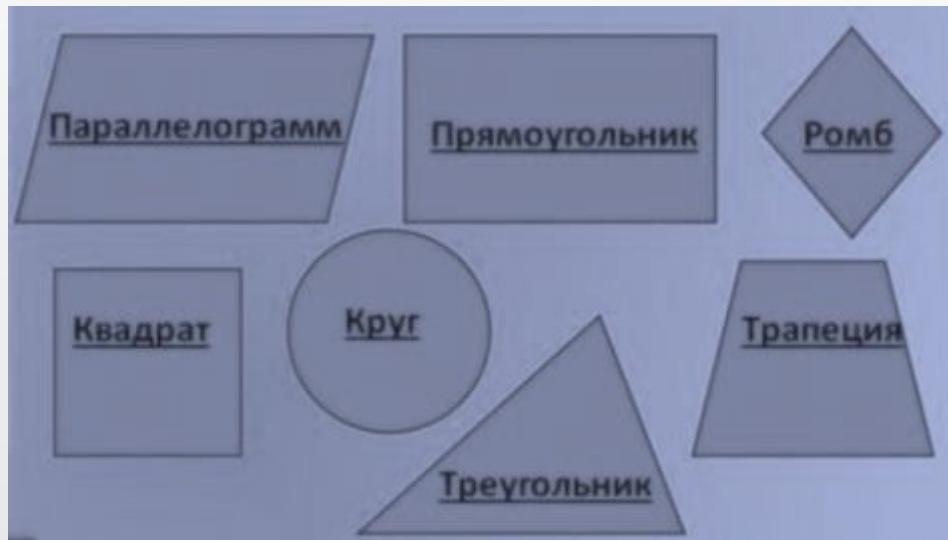 Параллелограмм
Прямоугольник
Ромб
Квадрат
Круг
Трапеция
Треугольник